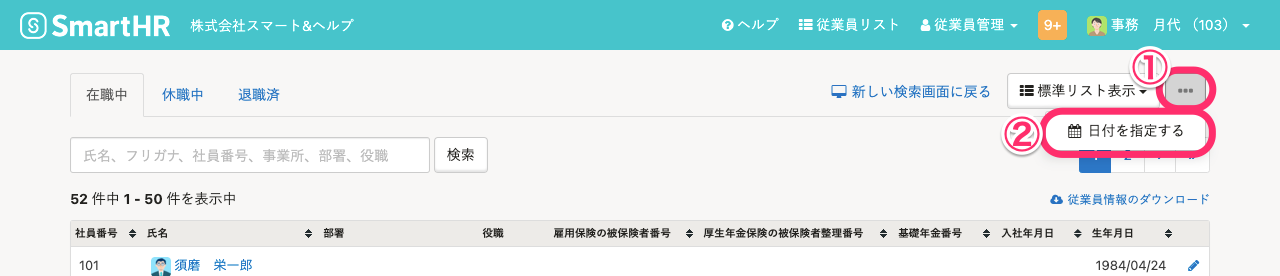 SmartHR 株式会社スマート&ヘルプ ヘルプ 従業員リスト 従業員管理 9+ 事務 月代 (103)
在職中 休職中 退職済 新しい検索画面に戻る 標準リスト表示 ①
② 日付を指定する
氏名、フリガナ、社員番号、事業所、部署、役職 検索
52 件中 1 - 50 件を表示中 従業員情報のダウンロード
社員番号 氏名 部署 役職 雇用保険の被保険者番号 厚生年金保険の被保険者整理番号 基礎年金番号 入社年月日 生年月日
101 須磨 栄一郎 1984/04/24